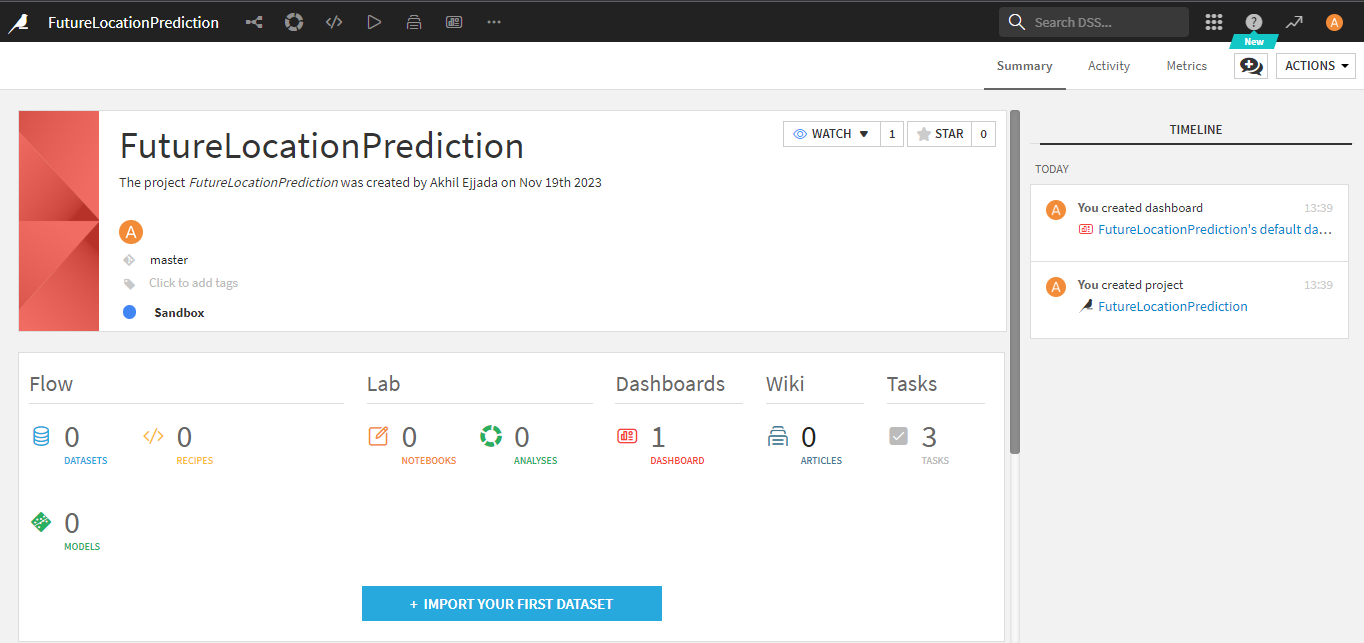 FutureLocationPrediction
Search DSS...
?
A
New
Summary Activity Metrics ACTIONS
FutureLocationPrediction
WATCH 1 STAR 0
The project FutureLocationPrediction was created by Akhil Ejjada on Nov 19th 2023
A
master
Click to add tags
Sandbox
TIMELINE
TODAY
A You created dashboard 13:39
FutureLocationPrediction's default da...
A You created project 13:39
FutureLocationPrediction
Flow Lab Dashboards Wiki Tasks
0 0 0 0 1 0 3
DATASETS RECIPES NOTEBOOKS ANALYSES DASHBOARD ARTICLES TASKS
0
MODELS
+ IMPORT YOUR FIRST DATASET